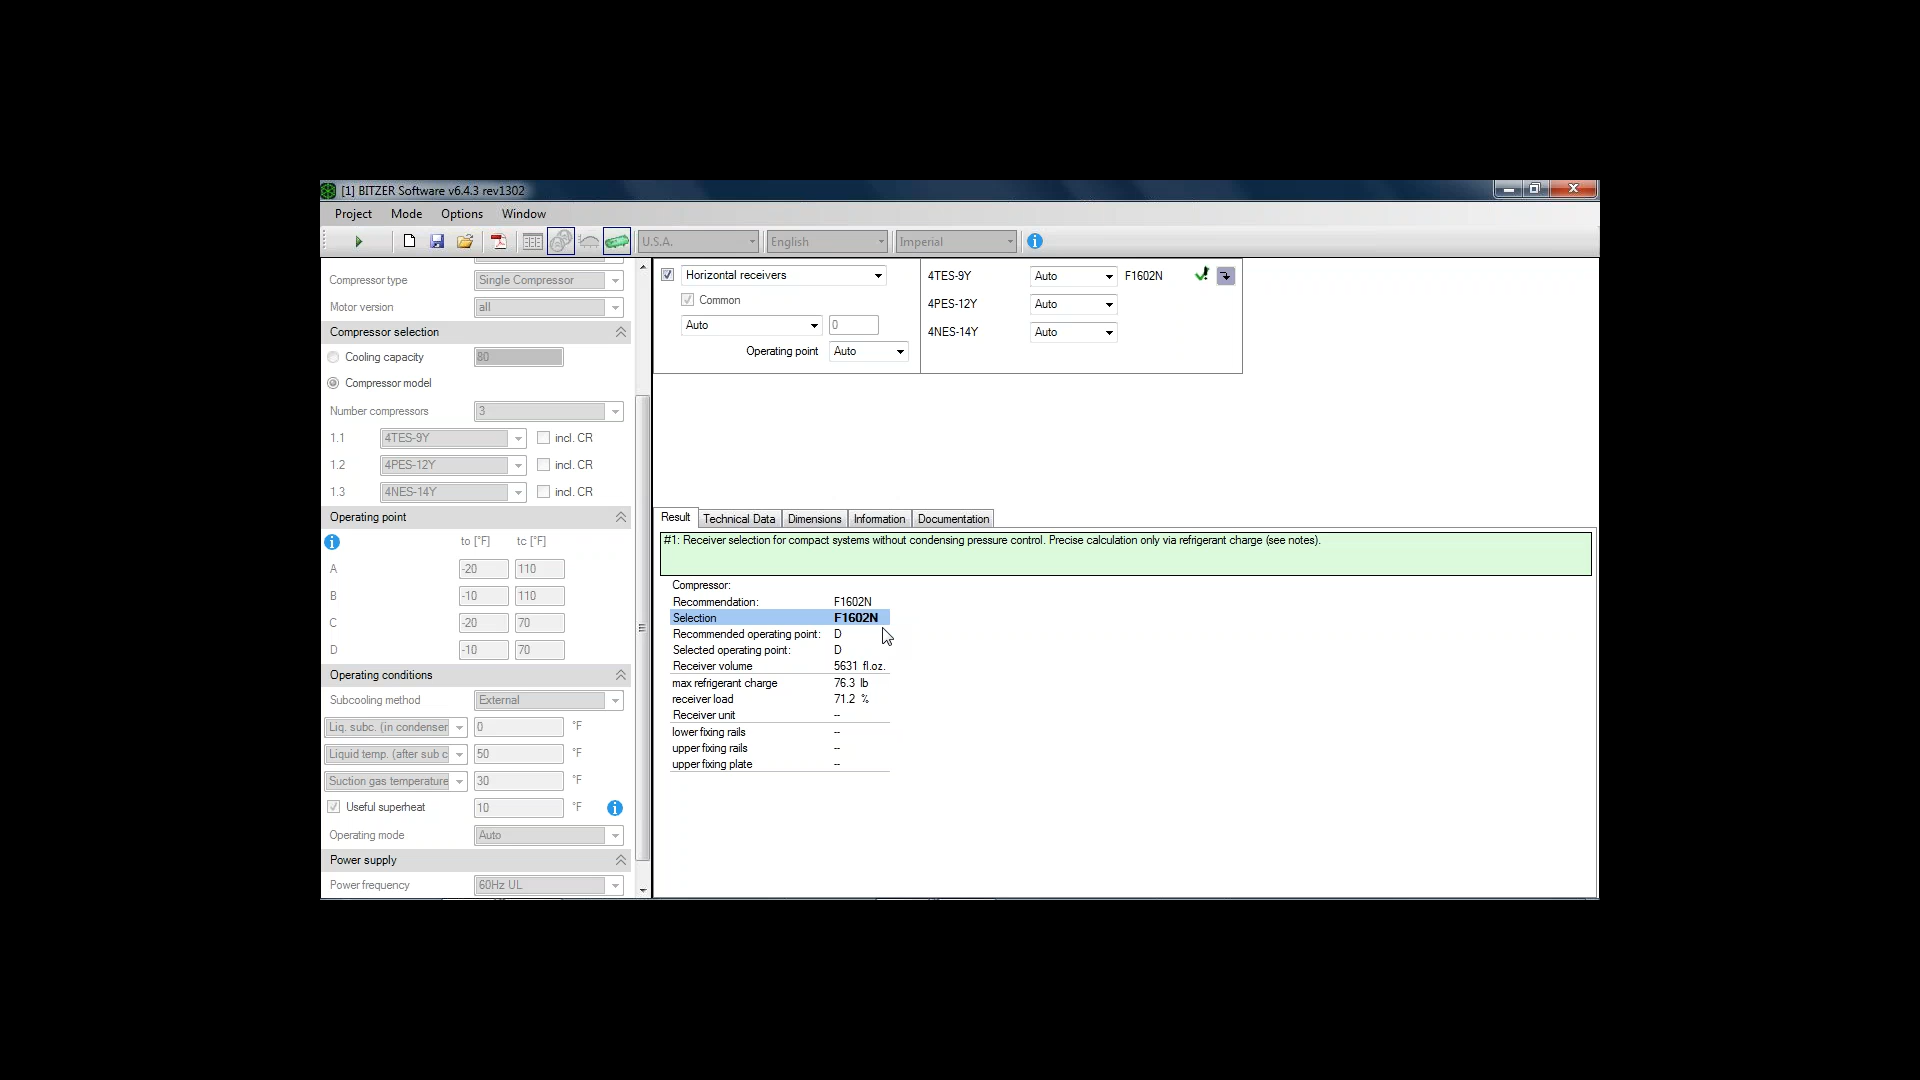 [1] BITZER Software v6.4.3 rev1302
Project Mode Options Window
U.S.A. English Imperial
Compressor type Single Compressor
Motor version all
Compressor selection
Cooling capacity 80
Compressor model
Number compressors 3
1.1 4TES-9Y incl. CR
1.2 4PES-12Y incl. CR
1.3 4NES-14Y incl. CR
Operating point
to [°F] tc [°F]
A -20 110
B -10 110
C -20 70
D -10 70
Operating conditions
Subcooling method External
Liq. subc. (in condenser 0 °F
Liquid temp. (after sub c 50 °F
Suction gas temperature 30 °F
Useful superheat 10 °F
Operating mode Auto
Power supply
Power frequency 60Hz UL
Horizontal receivers
Common
Auto 0
Operating point Auto
4TES-9Y Auto F1602N
4PES-12Y Auto
4NES-14Y Auto
Result Technical Data Dimensions Information Documentation
#1: Receiver selection for compact systems without condensing pressure control. Precise calculation only via refrigerant charge (see notes).
Compressor:
Recommendation: F1602N
Selection F1602N
Recommended operating point: D
Selected operating point: D
Receiver volume 5631 fl.oz.
max refrigerant charge 76.3 lb
receiver load 71.2 %
Receiver unit --
lower fixing rails --
upper fixing rails --
upper fixing plate --